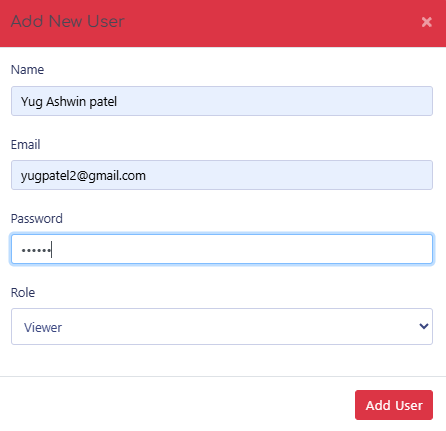 Add New User ×
Name
Yug Ashwin patel
Email
yugpatel2@gmail.com
Password
••••••
Role
Viewer
Add User